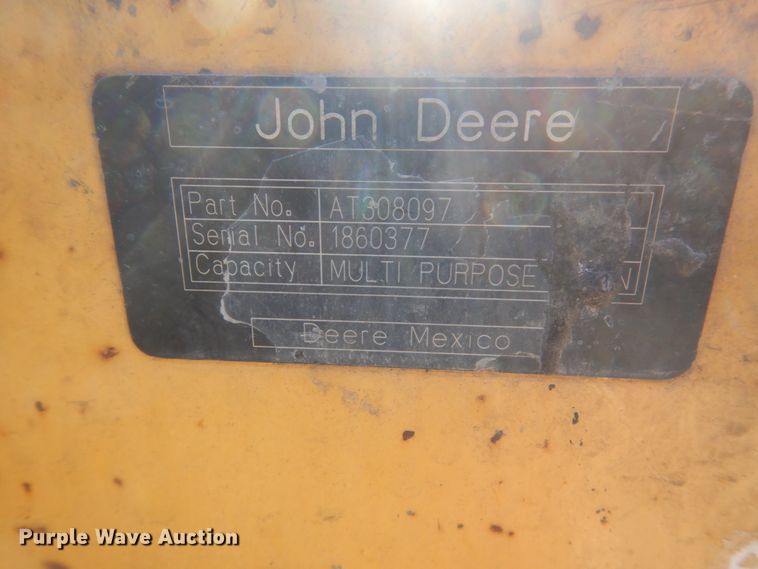 John Deere
Part No. AT308097
Serial No. 1860377
Capacity MULTI PURPOSE
Deere Mexico
Purple Wave Auction